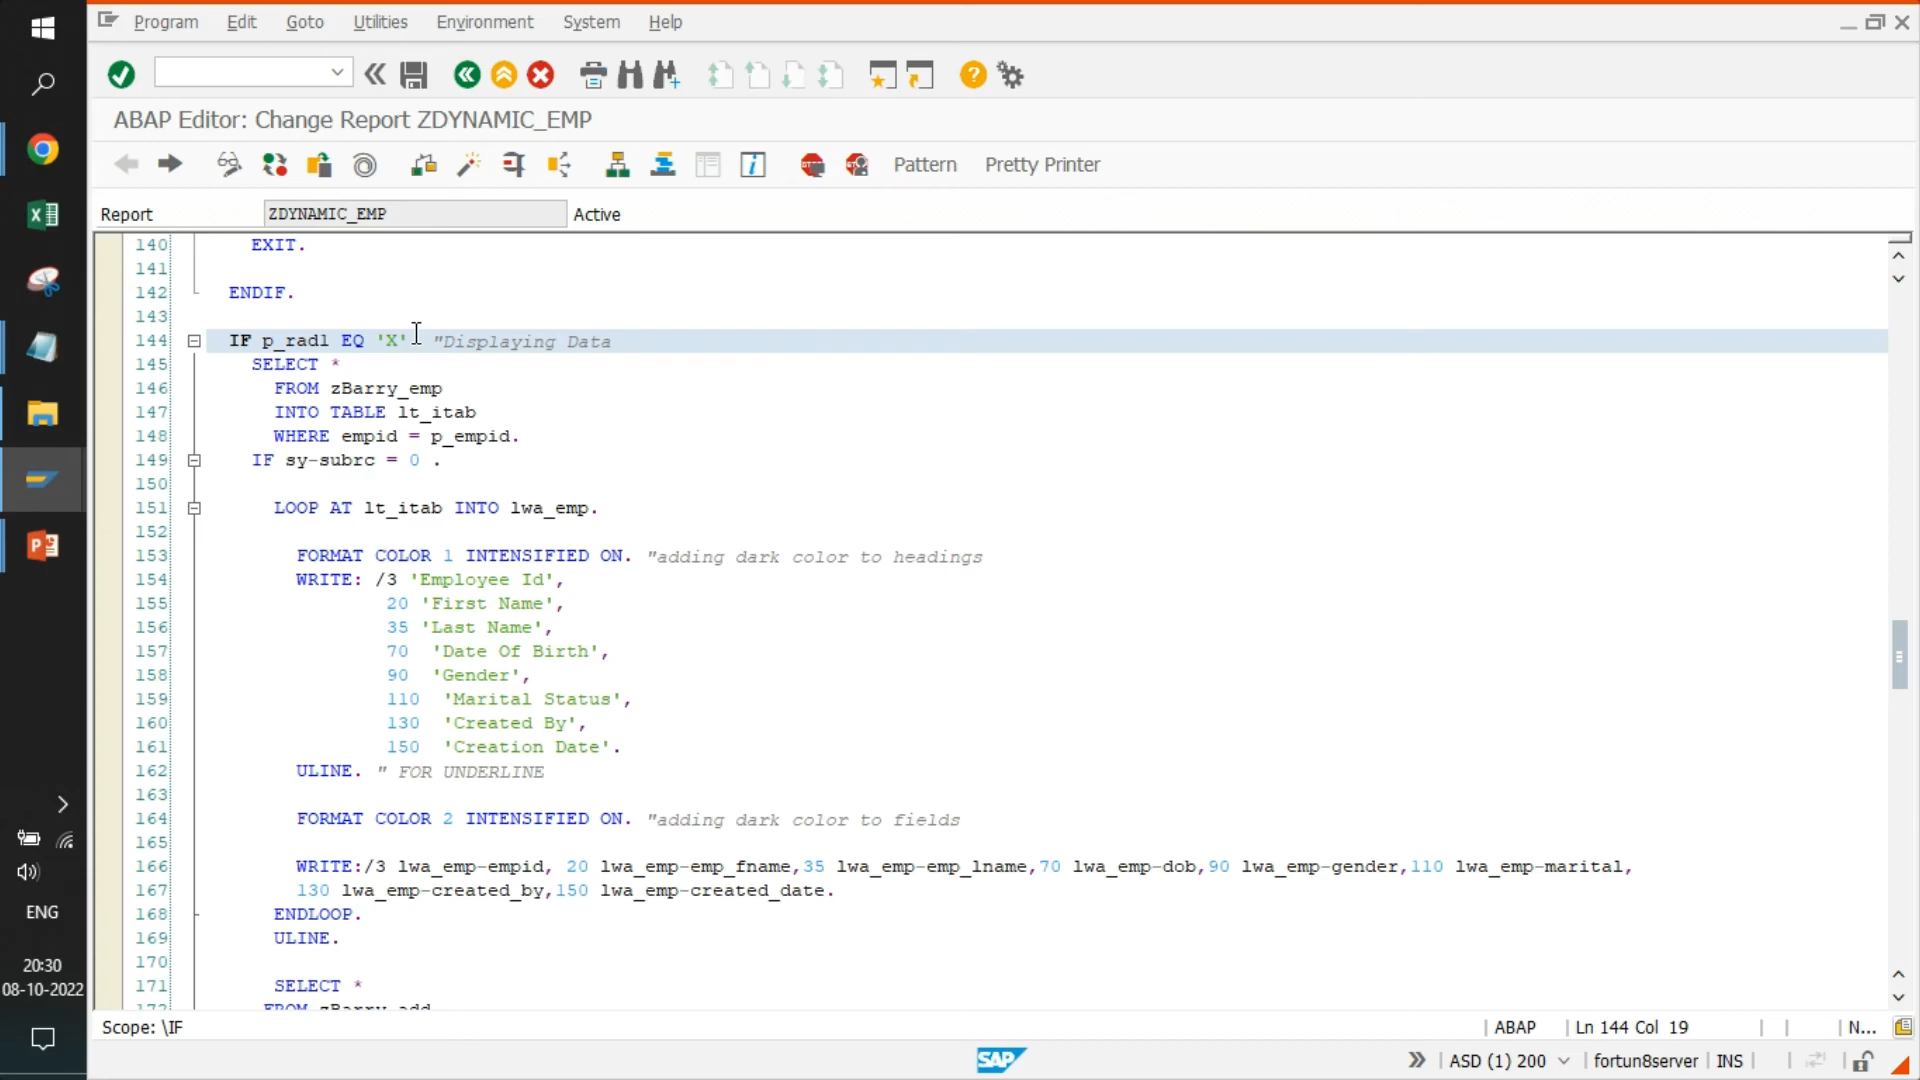 Program Edit Goto Utilities Environment System Help
ABAP Editor: Change Report ZDYNAMIC_EMP
Pattern Pretty Printer
Report ZDYNAMIC_EMP Active
140 EXIT.
141
142 ENDIF.
143
144 IF p_rad1 EQ 'X' "Displaying Data
145 SELECT *
146 FROM zBarry_emp
147 INTO TABLE lt_itab
148 WHERE empid = p_empid.
149 IF sy-subrc = 0 .
150
151 LOOP AT lt_itab INTO lwa_emp.
152
153 FORMAT COLOR 1 INTENSIFIED ON. "adding dark color to headings
154 WRITE: /3 'Employee Id',
155 20 'First Name',
156 35 'Last Name',
157 70 'Date Of Birth',
158 90 'Gender',
159 110 'Marital Status',
160 130 'Created By',
161 150 'Creation Date'.
162 ULINE. " FOR UNDERLINE
163
164 FORMAT COLOR 2 INTENSIFIED ON. "adding dark color to fields
165
166 WRITE:/3 lwa_emp-empid, 20 lwa_emp-emp_fname,35 lwa_emp-emp_lname,70 lwa_emp-dob,90 lwa_emp-gender,110 lwa_emp-marital,
167 130 lwa_emp-created_by,150 lwa_emp-created_date.
168 ENDLOOP.
169 ULINE.
170
171 SELECT *
172 FROM zBarry_add
Scope: \IF ABAP Ln 144 Col 19 N...
SAP ASD (1) 200 fortun8server INS
ENG
20:30
08-10-2022